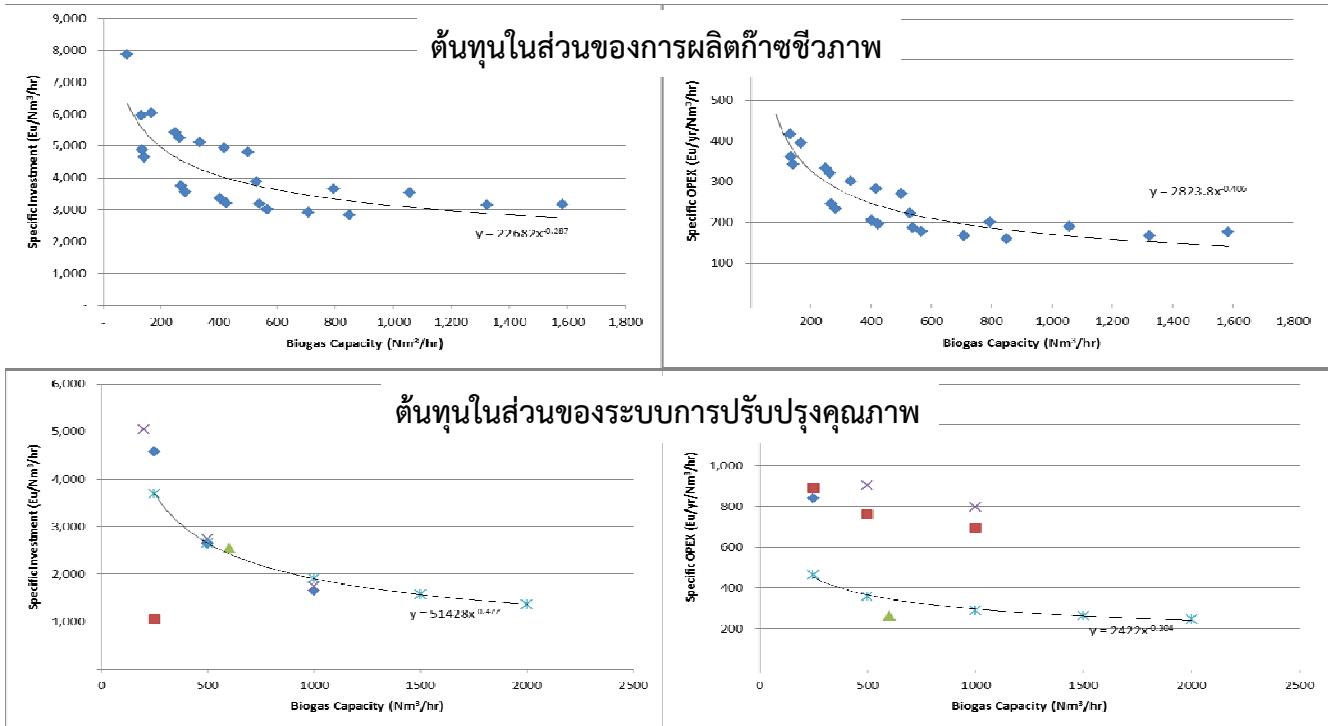 ต้นทุนในส่วนของการผลิตก๊าซชีวภาพ
Specific Investment (Eu/Nm³/hr)
9,000
8,000
7,000
6,000
5,000
4,000
3,000
2,000
1,000
-
- 200 400 600 800 1,000 1,200 1,400 1,600 1,800
Biogas Capacity (Nm³/hr)
y = 22682x^-0.287
Specific OPEX (Eu/yr/Nm³/hr)
500
400
300
200
100
200 400 600 800 1,000 1,200 1,400 1,600 1,800
Biogas Capacity (Nm³/hr)
y = 2823.8x^-0.406
ต้นทุนในส่วนของระบบการปรับปรุงคุณภาพ
Specific Investment (Eu/Nm³/hr)
6,000
5,000
4,000
3,000
2,000
1,000
0 500 1000 1500 2000 2500
Biogas Capacity (Nm³/hr)
y = 51428x^-0.477
Specific OPEX (Eu/yr/Nm³/hr)
1,000
800
600
400
200
0 500 1000 1500 2000 2500
Biogas Capacity (Nm³/hr)
y = 2422x^-0.304